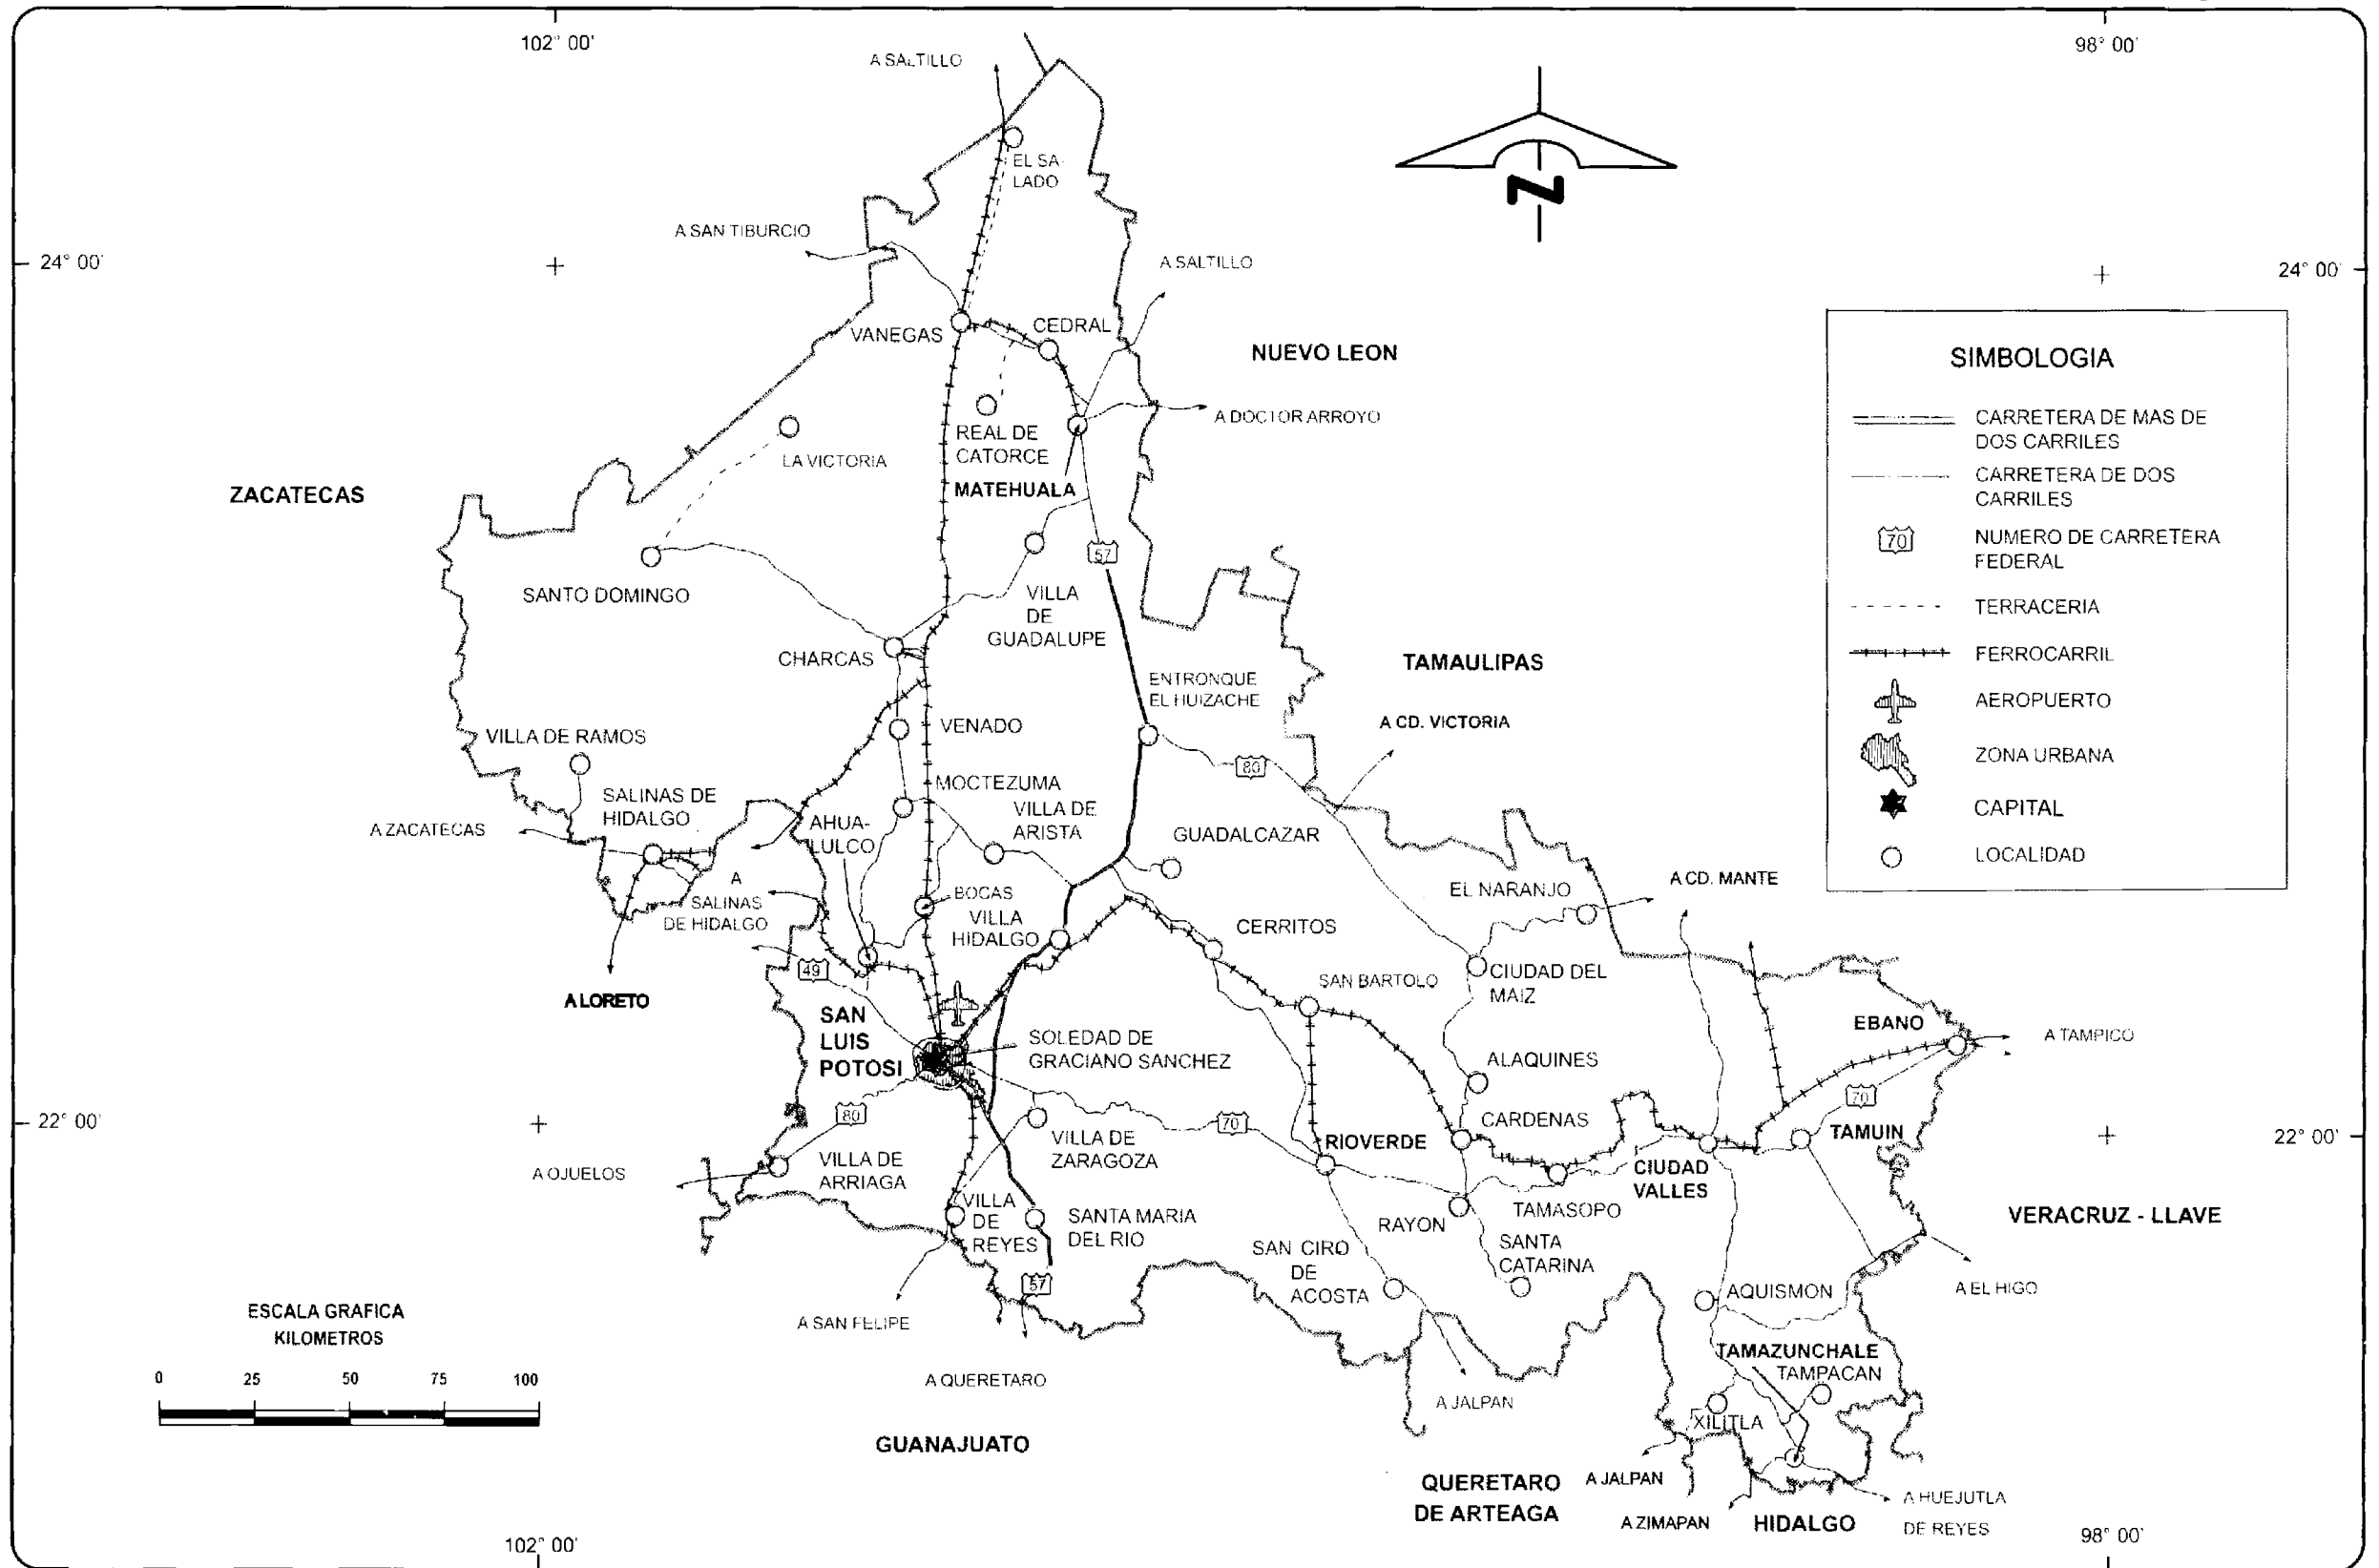 102° 00'
98° 00'
A SALTILLO
EL SA-
LADO
A SAN TIBURCIO
24° 00'
A SALTILLO
24° 00'
VANEGAS
CEDRAL
NUEVO LEON
SIMBOLOGIA
CARRETERA DE MAS DE
DOS CARRILES
CARRETERA DE DOS
CARRILES
70
NUMERO DE CARRETERA
FEDERAL
TERRACERIA
FERROCARRIL
AEROPUERTO
ZONA URBANA
CAPITAL
LOCALIDAD
N
A DOCTOR ARROYO
REAL DE
CATORCE
LA VICTORIA
MATEHUALA
ZACATECAS
57
SANTO DOMINGO
VILLA
DE
GUADALUPE
CHARCAS
TAMAULIPAS
ENTRONQUE
EL HUIZACHE
A CD. VICTORIA
VENADO
VILLA DE RAMOS
80
MOCTEZUMA
SALINAS DE
HIDALGO
VILLA DE
ARISTA
A ZACATECAS
AHUA-
LULCO
GUADALCAZAR
A
SALINAS
DE HIDALGO
BOCAS
EL NARANJO
A CD. MANTE
VILLA
HIDALGO
CERRITOS
49
SAN BARTOLO
CIUDAD DEL
MAIZ
A LORETO
SAN
LUIS
POTOSI
EBANO
A TAMPICO
SOLEDAD DE
GRACIANO SANCHEZ
ALAQUINES
70
80
22° 00'
70
CARDENAS
RIOVERDE
TAMUIN
22° 00'
VILLA DE
ZARAGOZA
A OJUELOS
VILLA DE
ARRIAGA
CIUDAD
VALLES
VILLA
DE
REYES
SANTA MARIA
DEL RIO
RAYON
TAMASOPO
VERACRUZ - LLAVE
SAN CIRO
DE
ACOSTA
SANTA
CATARINA
57
AQUISMON
A EL HIGO
ESCALA GRAFICA
KILOMETROS
0 25 50 75 100
A SAN FELIPE
TAMAZUNCHALE
TAMPACAN
A QUERETARO
A JALPAN
XILITLA
GUANAJUATO
QUERETARO
DE ARTEAGA
A JALPAN
A ZIMAPAN
HIDALGO
A HUEJUTLA
DE REYES
102° 00'
98° 00'